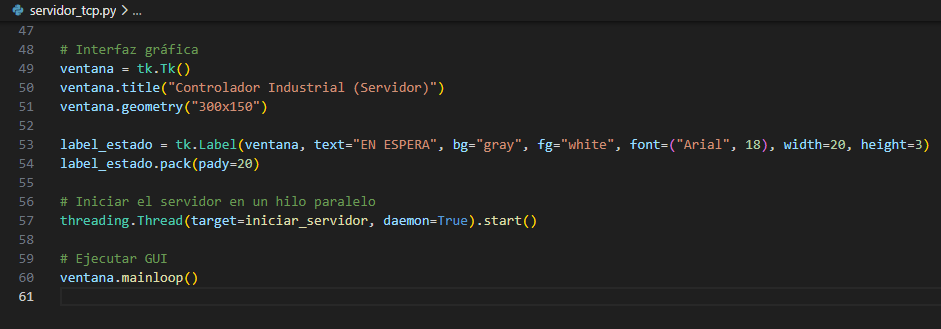 servidor_tcp.py > ...
47
48 # Interfaz gráfica
49 ventana = tk.Tk()
50 ventana.title("Controlador Industrial (Servidor)")
51 ventana.geometry("300x150")
52
53 label_estado = tk.Label(ventana, text="EN ESPERA", bg="gray", fg="white", font=("Arial", 18), width=20, height=3)
54 label_estado.pack(pady=20)
55
56 # Iniciar el servidor en un hilo paralelo
57 threading.Thread(target=iniciar_servidor, daemon=True).start()
58
59 # Ejecutar GUI
60 ventana.mainloop()
61